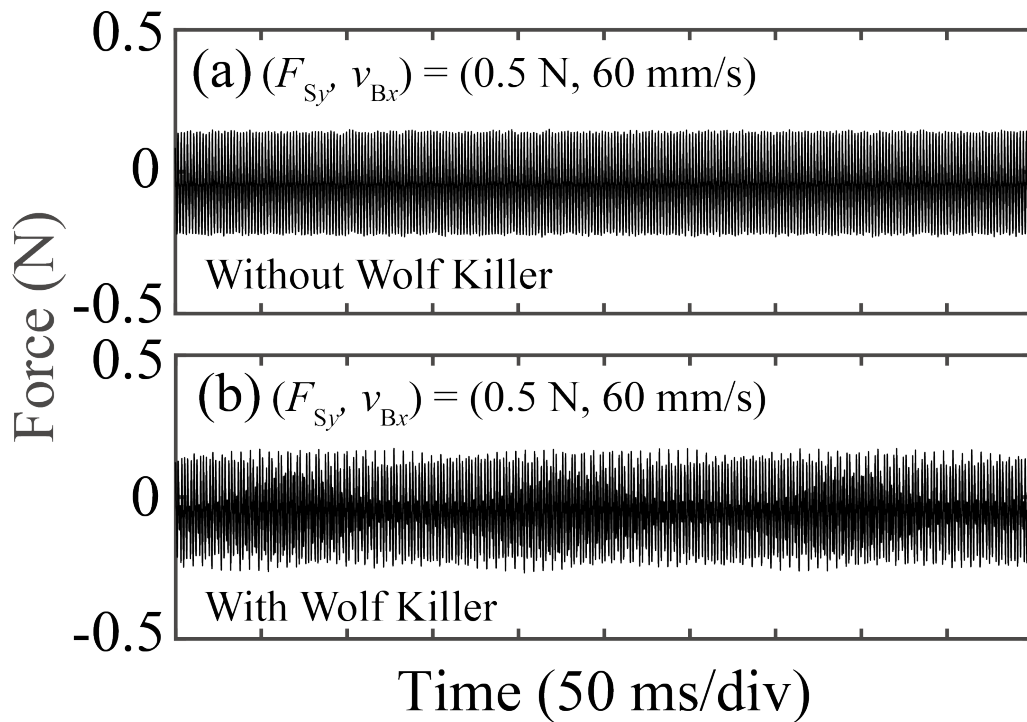 0.5
(a) (F_Sy, v_Bx) = (0.5 N, 60 mm/s)
0
Without Wolf Killer
-0.5
Force (N)
0.5
(b) (F_Sy, v_Bx) = (0.5 N, 60 mm/s)
0
With Wolf Killer
-0.5
Time (50 ms/div)